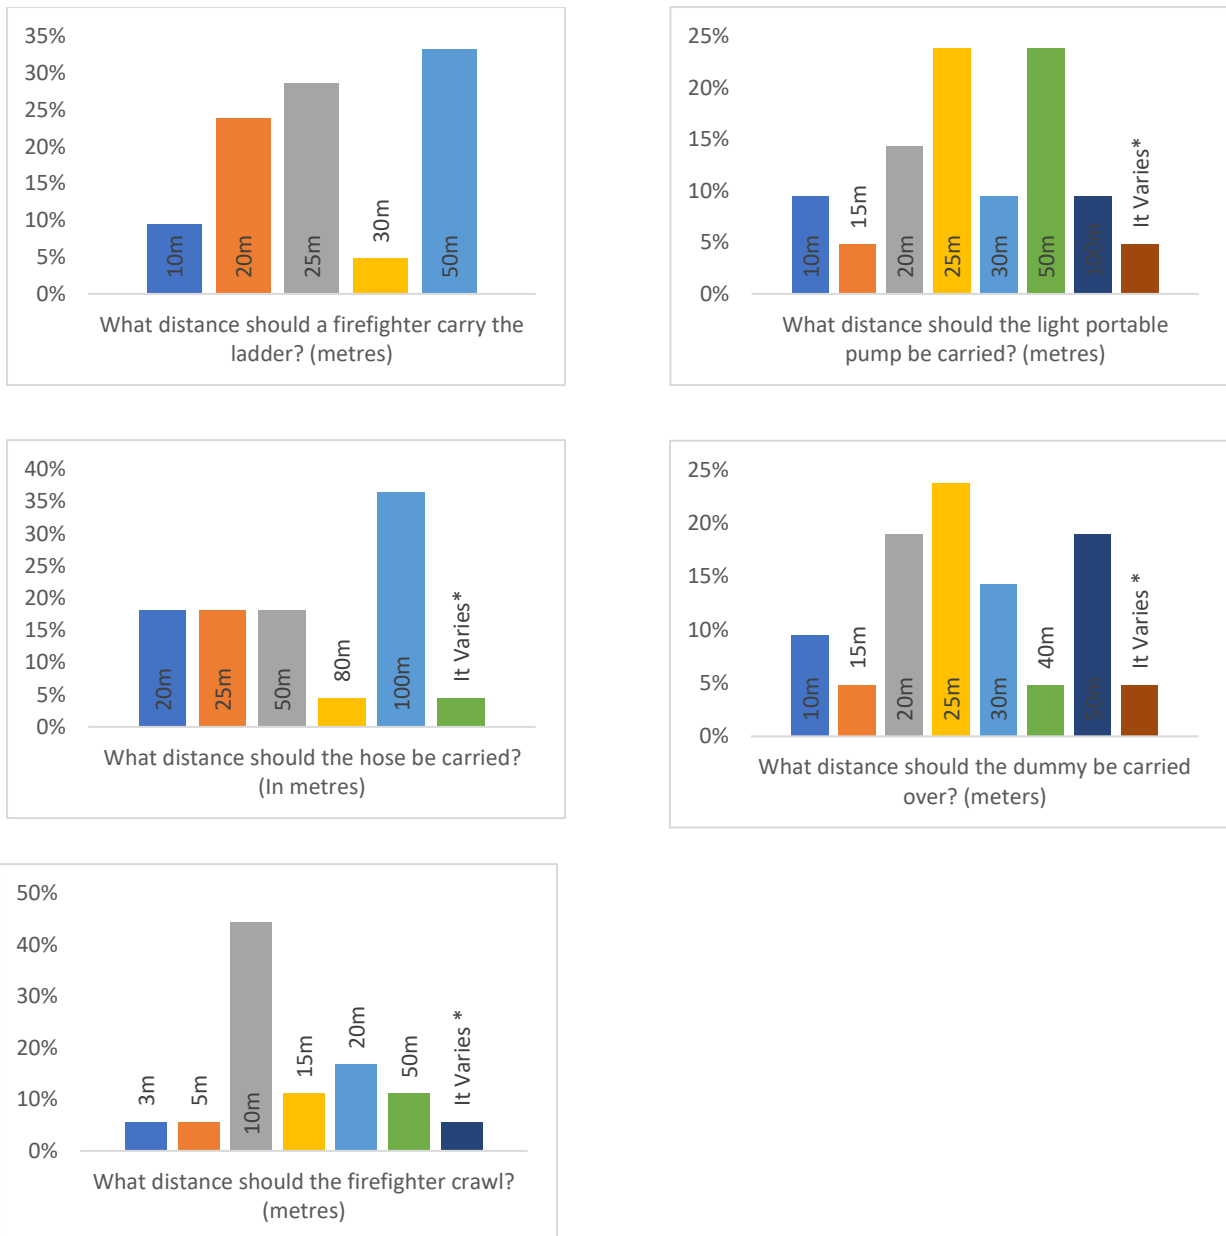 35%
30%
25%
20%
15%
10%
5%
0%
10m
20m
25m
30m
50m
What distance should a firefighter carry the
ladder? (metres)
25%
20%
15%
10%
5%
0%
10m
15m
20m
25m
30m
50m
100m
It Varies*
What distance should the light portable
pump be carried? (metres)
40%
35%
30%
25%
20%
15%
10%
5%
0%
20m
25m
50m
80m
100m
It Varies*
What distance should the hose be carried?
(In metres)
25%
20%
15%
10%
5%
0%
10m
15m
20m
25m
30m
40m
50m
It Varies *
What distance should the dummy be carried
over? (meters)
50%
40%
30%
20%
10%
0%
3m
5m
10m
15m
20m
50m
It Varies *
What distance should the firefighter crawl?
(metres)